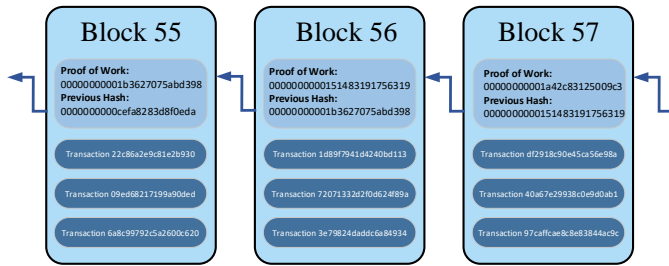 Block 55
Proof of Work:
00000000001b3627075abd398
Previous Hash:
0000000000cefa8283d8f0eda
Transaction 22c86a2e9c81e2b930
Transaction 09ed68217199a90ded
Transaction 6a8c99792c5a2600c620
Block 56
Proof of Work:
0000000000151483191756319
Previous Hash:
00000000001b3627075abd398
Transaction 1d89f7941d4240bd113
Transaction 72071332d2f0d624f89a
Transaction 3e79824daddc6a84934
Block 57
Proof of Work:
00000000001a42c83125009c3
Previous Hash:
0000000000151483191756319
Transaction df2918c90e45ca56e98a
Transaction 40a67e29938c0e9d0ab1
Transaction 97caffcae8c8e83844ac9c